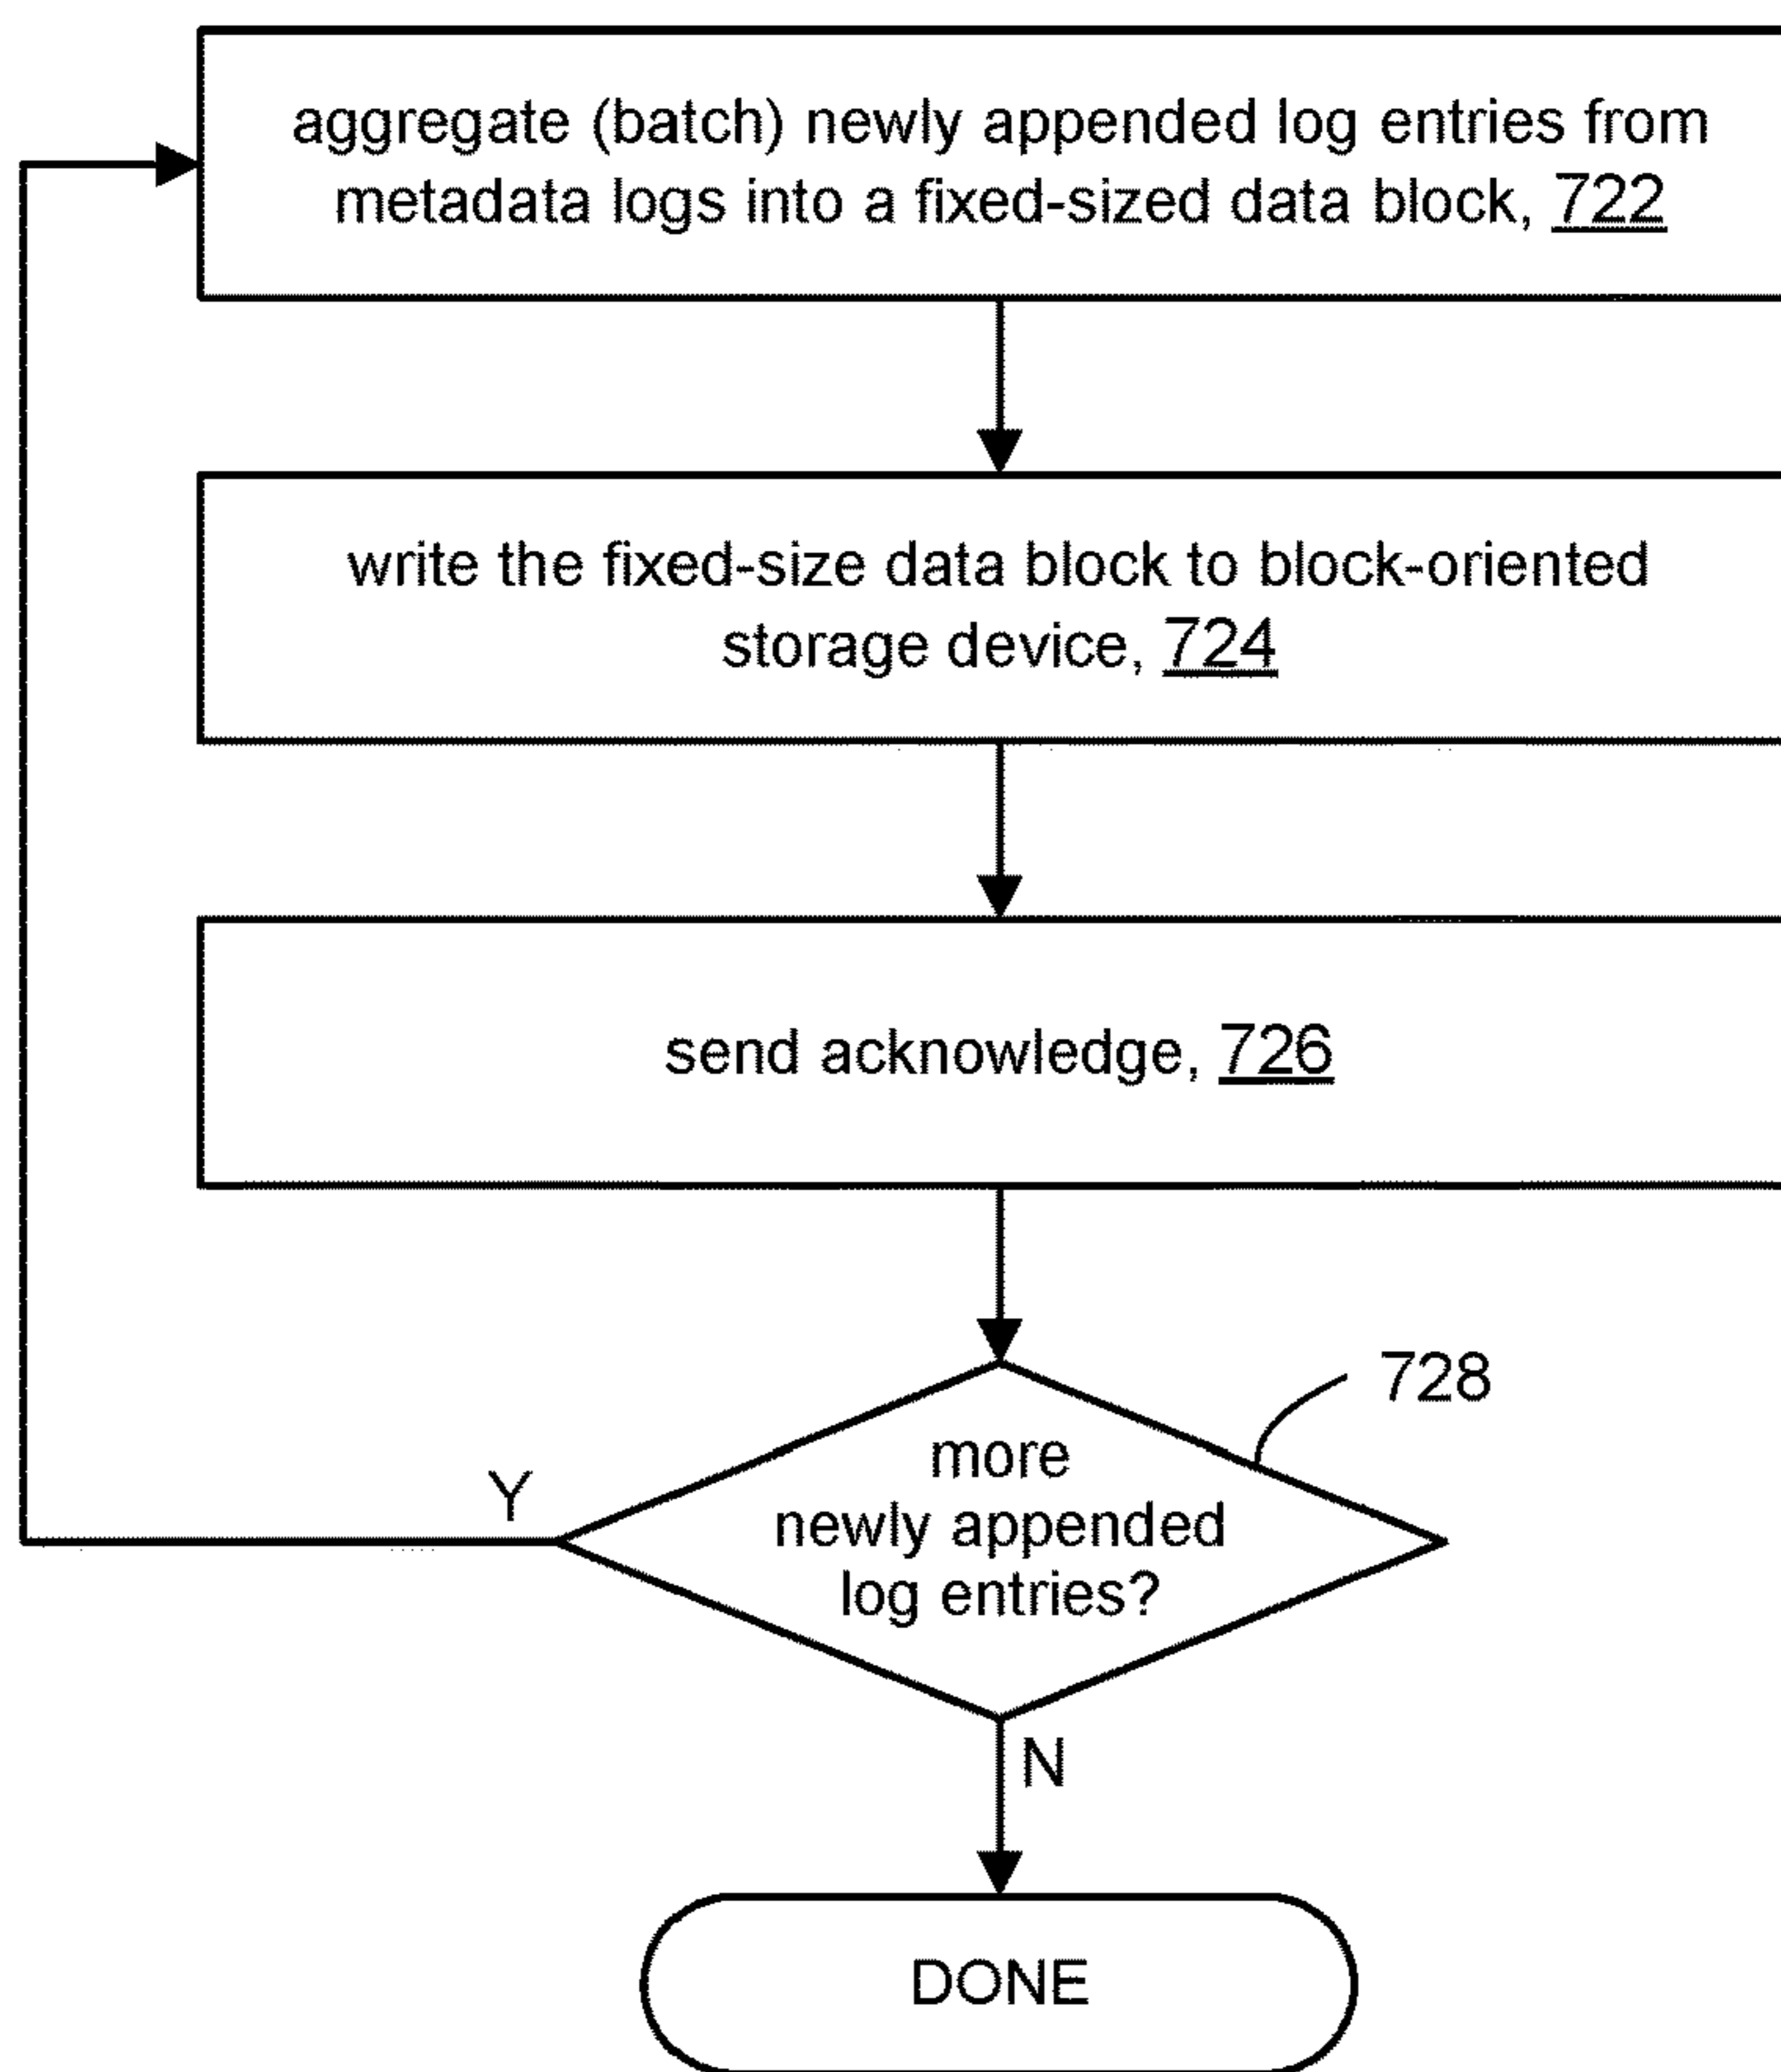 aggregate (batch) newly appended log entries from
metadata logs into a fixed-sized data block, 722
write the fixed-size data block to block-oriented
storage device, 724
send acknowledge, 726
728
more
newly appended
log entries?
Y
N
DONE